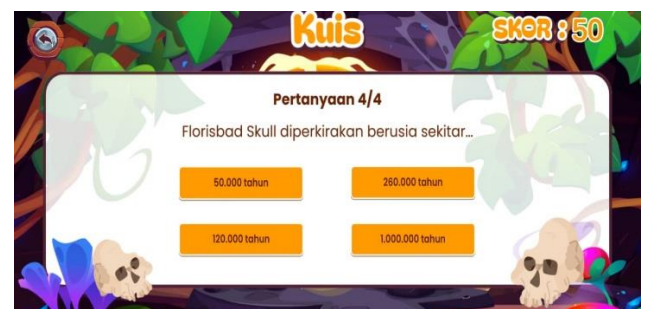 Kuis
SKOR : 50
Pertanyaan 4/4
Florisbad Skull diperkirakan berusia sekitar...
50.000 tahun
260.000 tahun
120.000 tahun
1.000.000 tahun